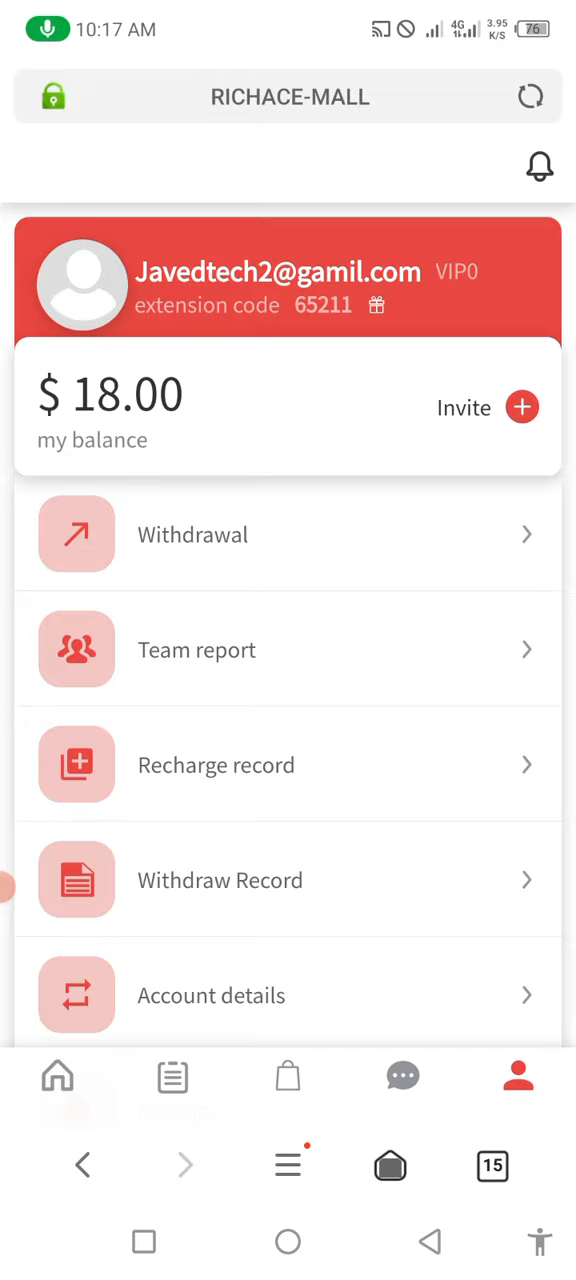 10:17 AM 4G 3.95 K/S 76
RICHACE-MALL
Javedtech2@gamil.com VIP0
extension code 65211
$ 18.00
my balance
Invite
Withdrawal
Team report
Recharge record
Withdraw Record
Account details
15